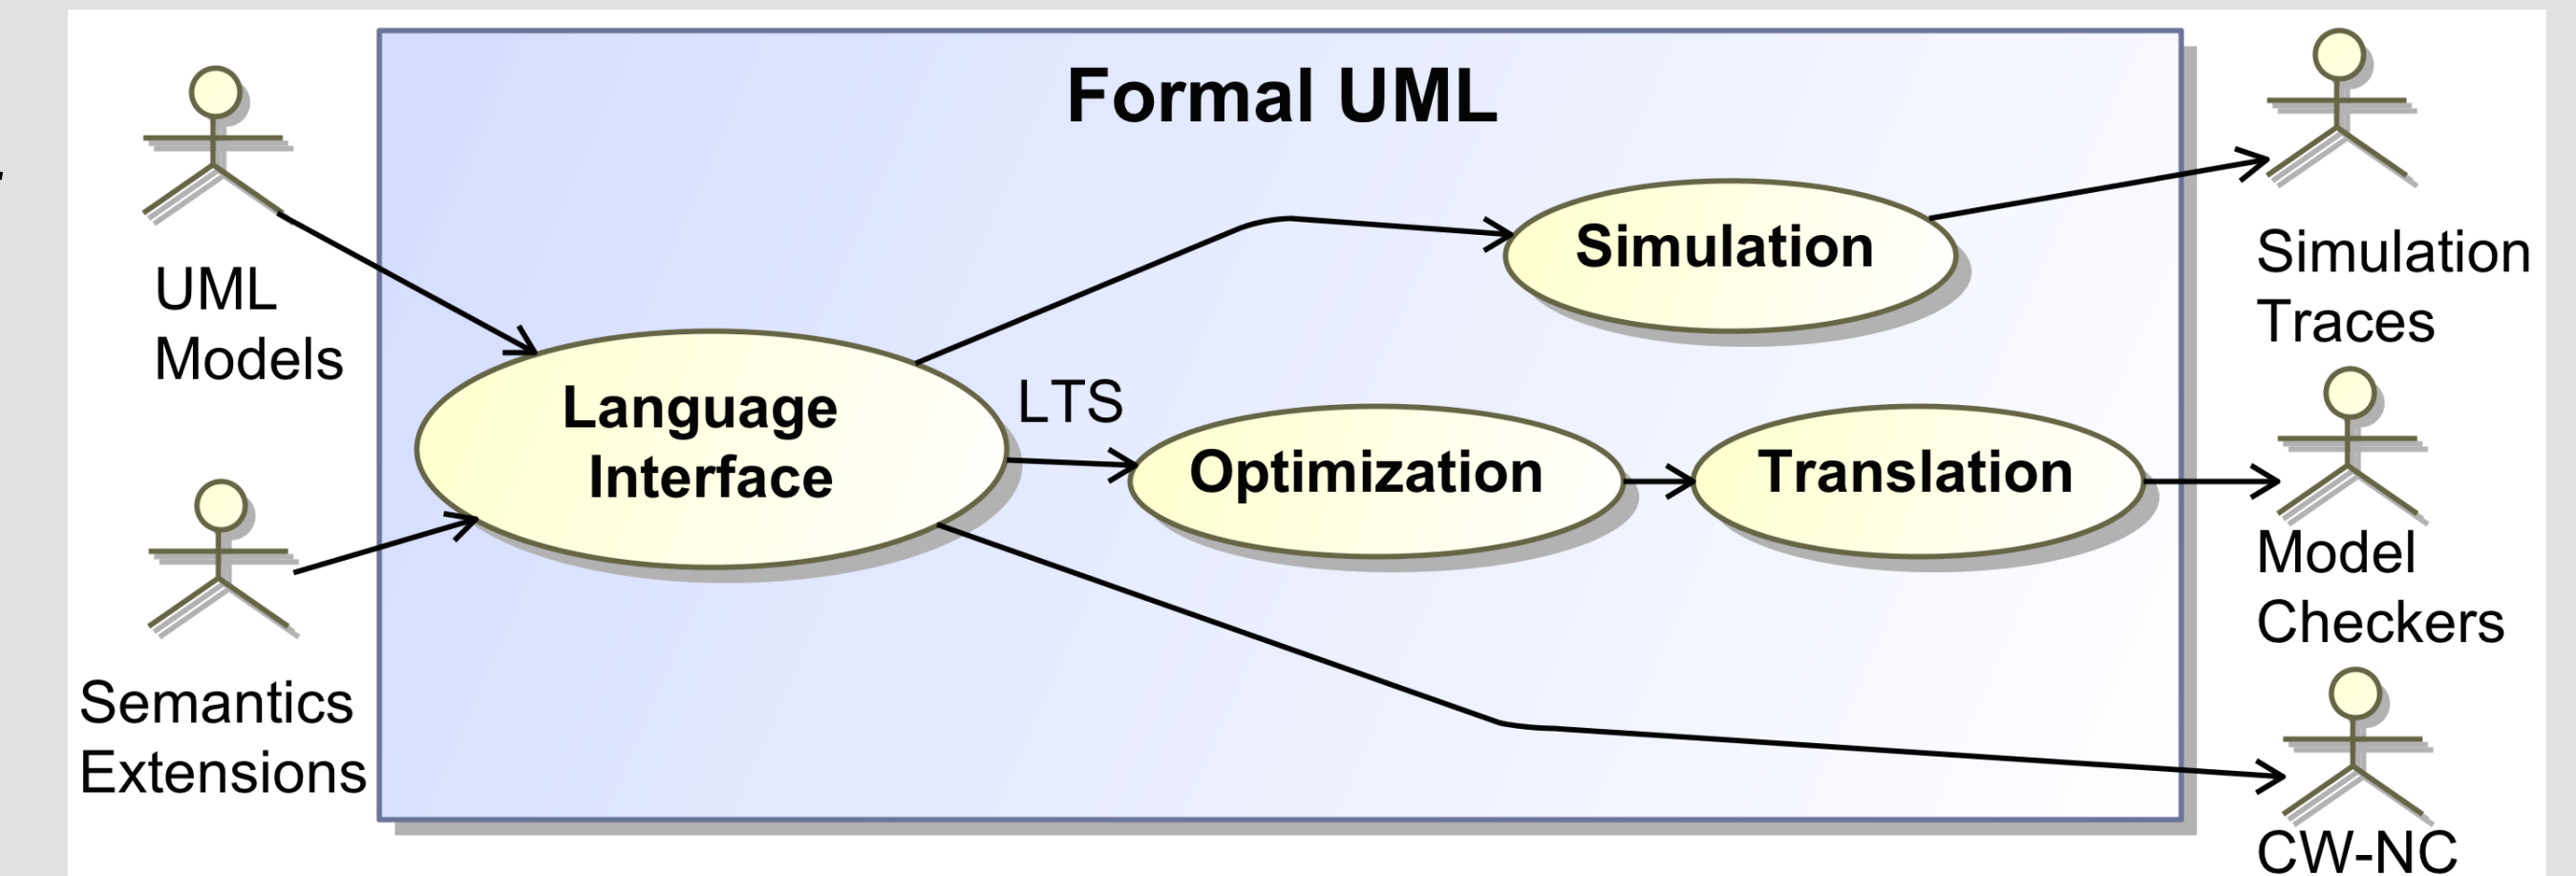 Formal UML
UML
Models
Semantics
Extensions
Language
Interface
LTS
Simulation
Optimization
Translation
Simulation
Traces
Model
Checkers
CW-NC